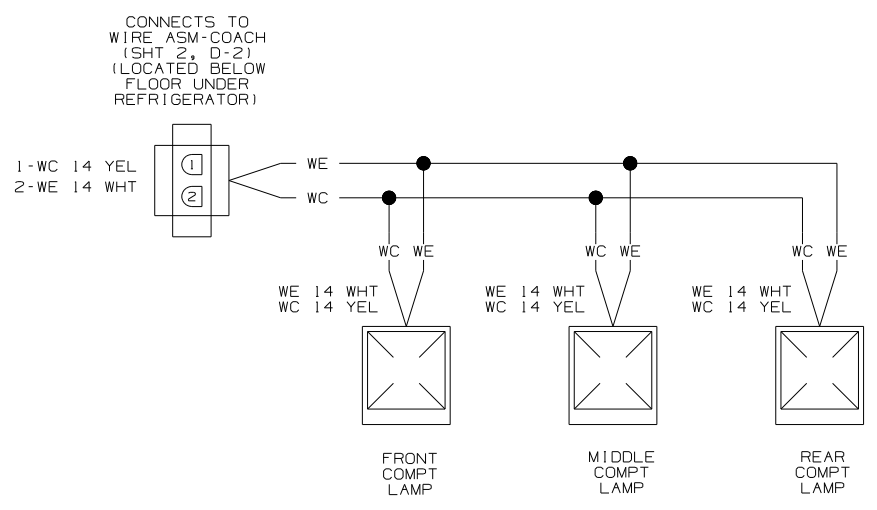 CONNECTS TO
WIRE ASM-COACH
(SHT 2, D-2)
(LOCATED BELOW
FLOOR UNDER
REFRIGERATOR)
1-WC 14 YEL
2-WE 14 WHT
1
2
WE
WC
WC WE
WC WE
WC WE
WE 14 WHT
WC 14 YEL
WE 14 WHT
WC 14 YEL
WE 14 WHT
WC 14 YEL
FRONT
COMPT
LAMP
MIDDLE
COMPT
LAMP
REAR
COMPT
LAMP